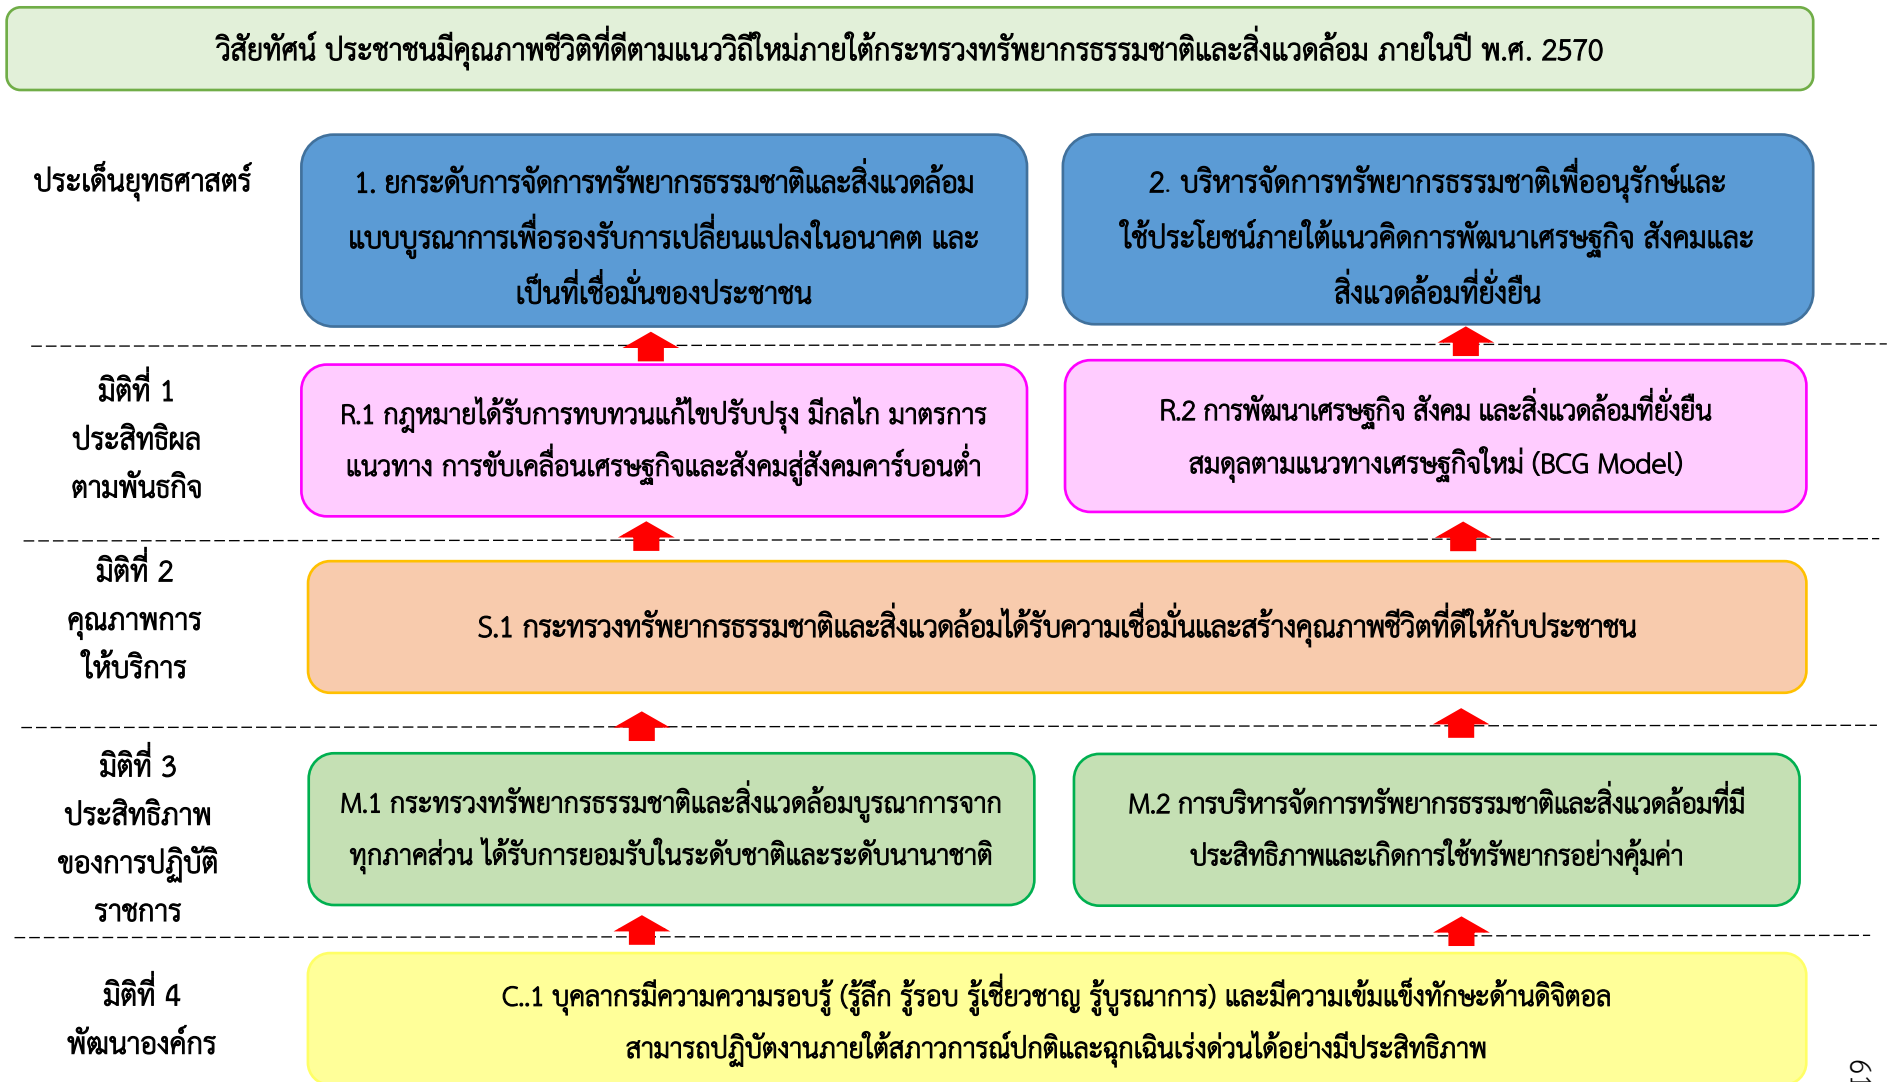 วิสัยทัศน์ ประชาชนมีคุณภาพชีวิติที่ดีตามแนววิถีใหม่ภายใต้กระทรวงทรัพยากรธรรมชาติและสิ่งแวดล้อม ภายในปี พ.ศ. 2570
ประเด็นยุทธศาสตร์
1. ยกระดับการจัดการทรัพยากรธรรมชาติและสิ่งแวดล้อม
แบบบูรณาการเพื่อรองรับการเปลี่ยนแปลงในอนาคต และ
เป็นที่เชื่อมั่นของประชาชน
2. บริหารจัดการทรัพยากรธรรมชาติเพื่ออนุรักษ์และ
ใช้ประโยชน์ภายใต้แนวคิดการพัฒนาเศรษฐกิจ สังคมและ
สิ่งแวดล้อมที่ยั่งยืน
มิติที่ 1
ประสิทธิผล
ตามพันธกิจ
R.1 กฎหมายได้รับการทบทวนแก้ไขปรับปรุง มีกลไก มาตรการ
แนวทาง การขับเคลื่อนเศรษฐกิจและสังคมสู่สังคมคาร์บอนต่ำ
R.2 การพัฒนาเศรษฐกิจ สังคม และสิ่งแวดล้อมที่ยั่งยืน
สมดุลตามแนวทางเศรษฐกิจใหม่ (BCG Model)
มิติที่ 2
คุณภาพการ
ให้บริการ
S.1 กระทรวงทรัพยากรธรรมชาติและสิ่งแวดล้อมได้รับความเชื่อมั่นและสร้างคุณภาพชีวิตที่ดีให้กับประชาชน
มิติที่ 3
ประสิทธิภาพ
ของการปฏิบัติ
ราชการ
M.1 กระทรวงทรัพยากรธรรมชาติและสิ่งแวดล้อมบูรณาการจาก
ทุกภาคส่วน ได้รับการยอมรับในระดับชาติและระดับนานาชาติ
M.2 การบริหารจัดการทรัพยากรธรรมชาติและสิ่งแวดล้อมที่มี
ประสิทธิภาพและเกิดการใช้ทรัพยากรอย่างคุ้มค่า
มิติที่ 4
พัฒนาองค์กร
C..1 บุคลากรมีความความรอบรู้ (รู้ลึก รู้รอบ รู้เชี่ยวชาญ รู้บูรณาการ) และมีความเข้มแข็งทักษะด้านดิจิตอล
สามารถปฏิบัตงานภายใต้สภาวการณ์ปกติและฉุกเฉินเร่งด่วนได้อย่างมีประสิทธิภาพ
61